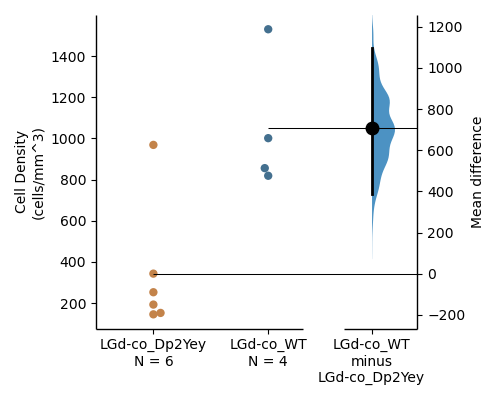 Cell Density
(cells/mm^3)
1400
1200
1000
800
600
400
200
LGd-co_Dp2Yey
N = 6
LGd-co_WT
N = 4
LGd-co_WT
minus
LGd-co_Dp2Yey
1200
1000
800
600
400
200
0
−200
Mean difference